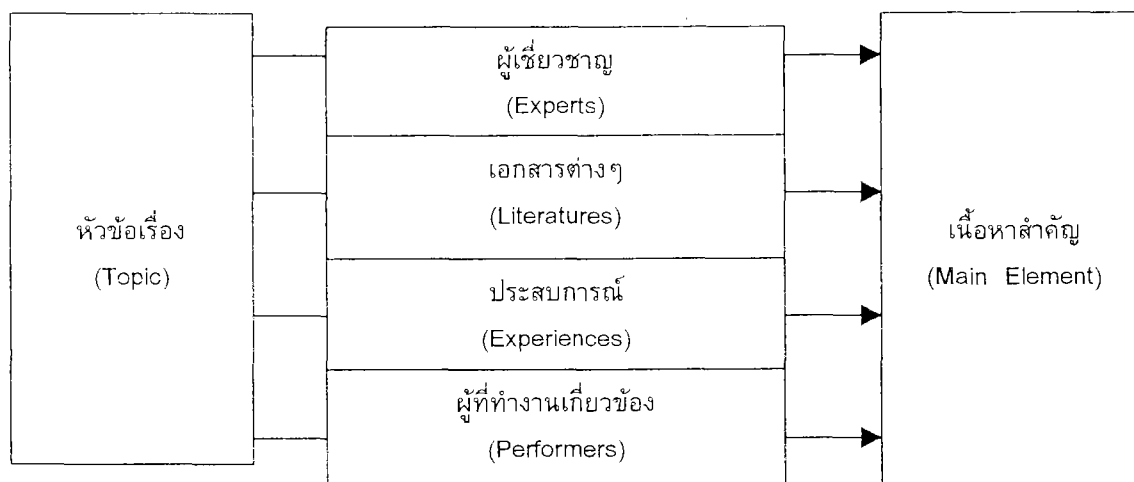 หัวข้อเรื่อง
(Topic)
ผู้เชี่ยวชาญ
(Experts)
เอกสารต่างๆ
(Literatures)
ประสบการณ์
(Experiences)
ผู้ที่ทำงานเกี่ยวข้อง
(Performers)
เนื้อหาสำคัญ
(Main Element)